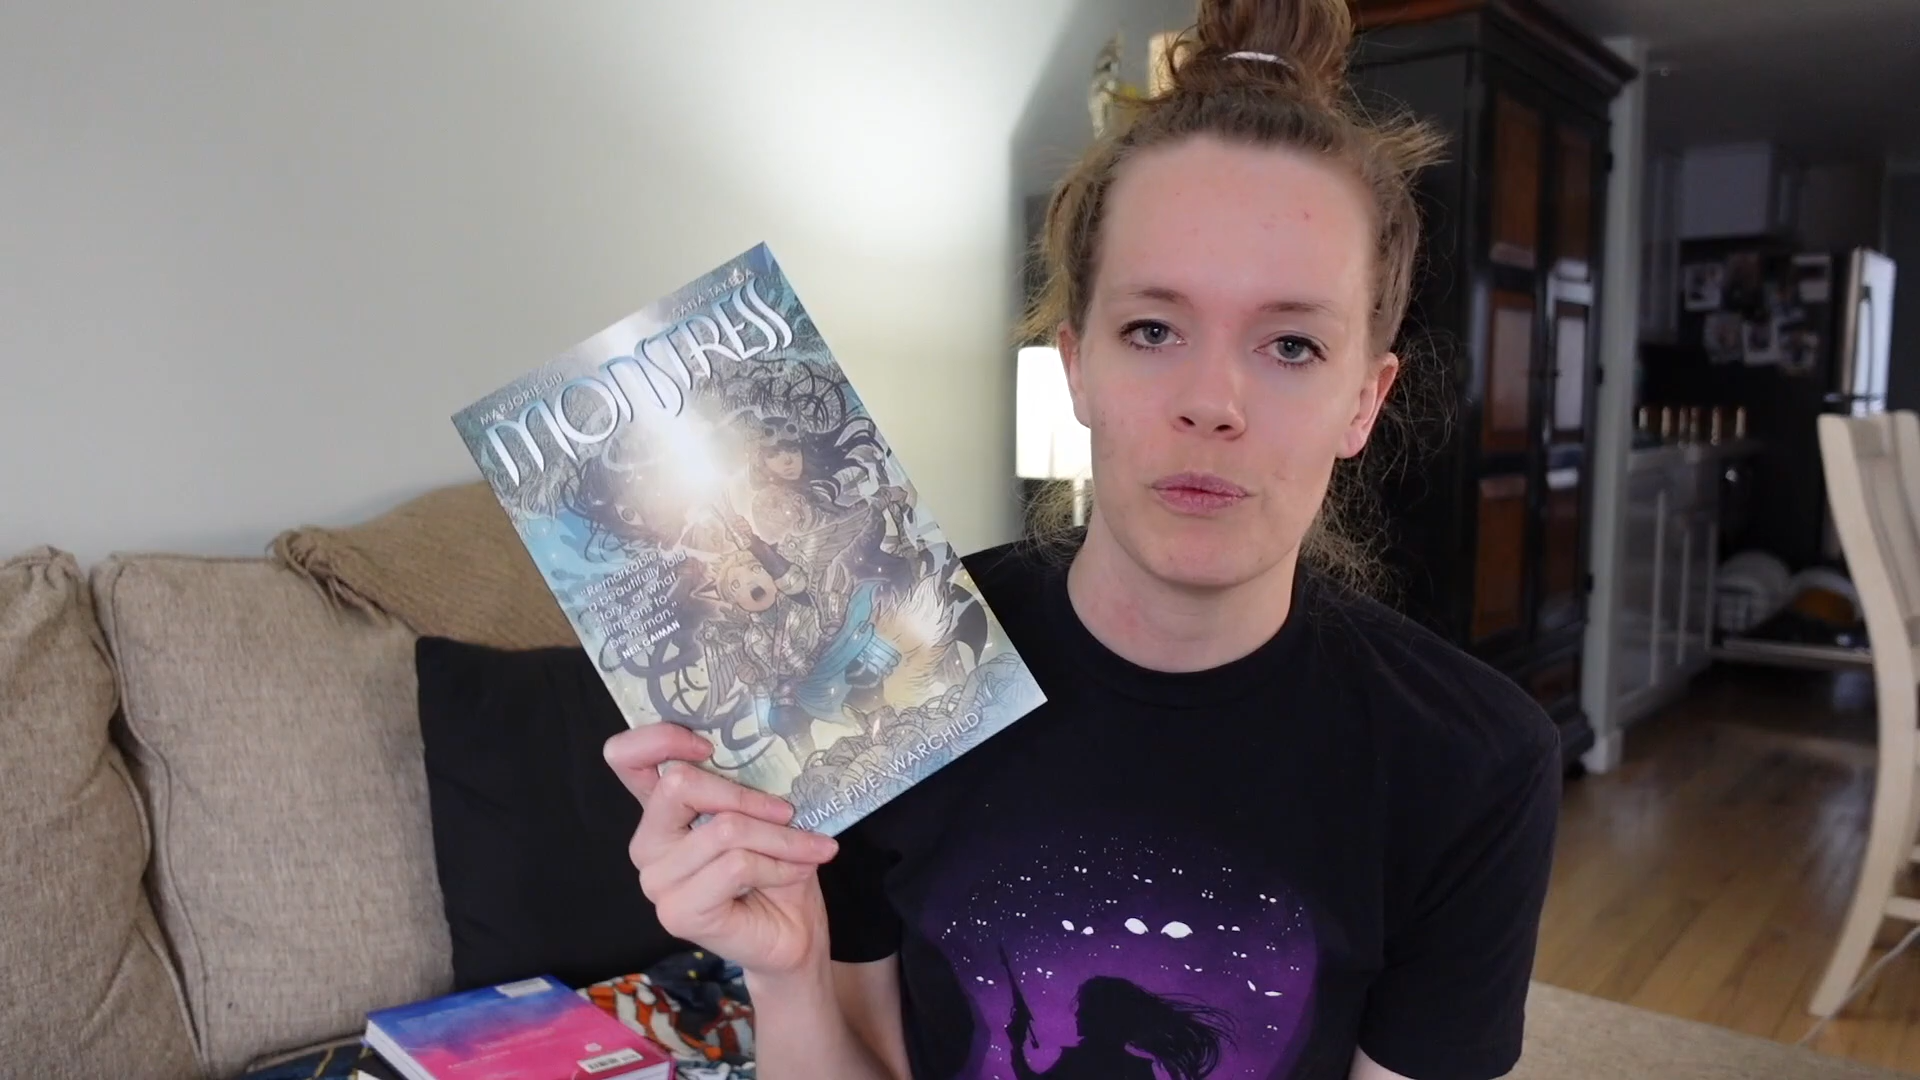 MARJORIE LIU
SANA TAKEDA
MONSTRESS
"Remarkable:
a beautifully told
story...of what
it means to
be human."
NEIL GAIMAN
VOLUME FIVE • WARCHILD